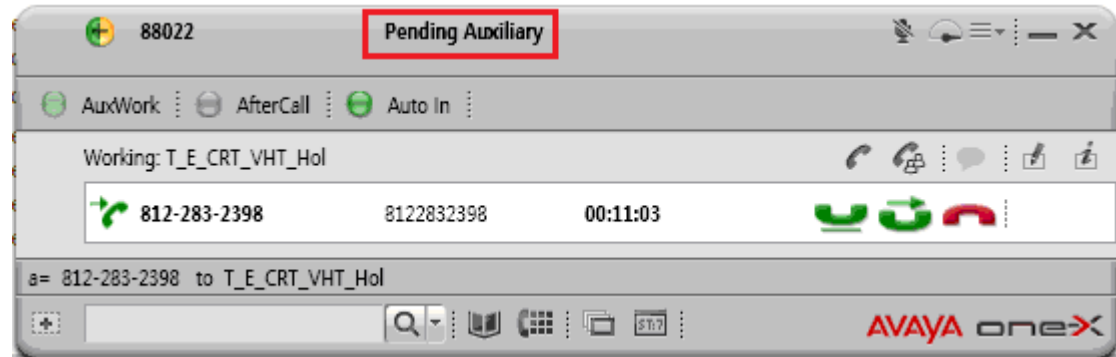 88022 Pending Auxiliary
AuxWork AfterCall Auto In
Working: T_E_CRT_VHT_Hol
812-283-2398 8122832398 00:11:03
a= 812-283-2398 to T_E_CRT_VHT_Hol
ST:? AVAYA one-X